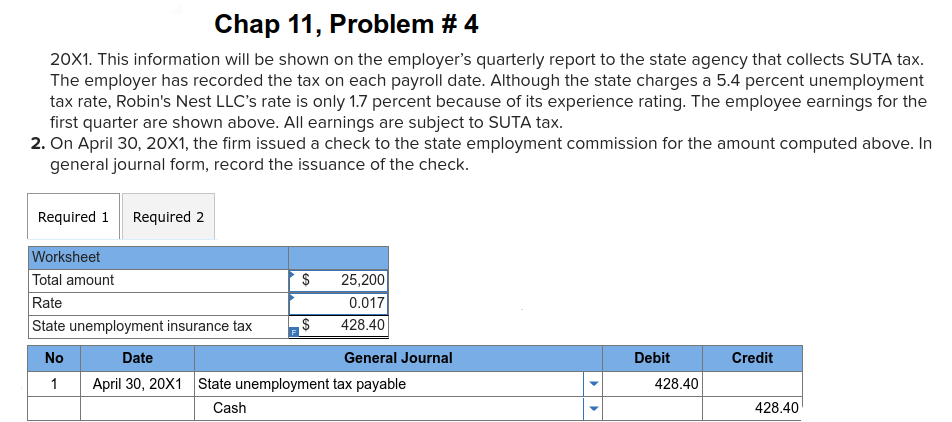 Chap 11, Problem # 4
20X1. This information will be shown on the employer's quarterly report to the state agency that collects SUTA tax.
The employer has recorded the tax on each payroll date. Although the state charges a 5.4 percent unemployment
tax rate, Robin's Nest LLC's rate is only 1.7 percent because of its experience rating. The employee earnings for the
first quarter are shown above. All earnings are subject to SUTA tax.
2. On April 30, 20X1, the firm issued a check to the state employment commission for the amount computed above. In
general journal form, record the issuance of the check.
Required 1 Required 2
Worksheet
Total amount $ 25,200
Rate 0.017
State unemployment insurance tax $ 428.40
No Date General Journal Debit Credit
1 April 30, 20X1 State unemployment tax payable 428.40
Cash 428.40